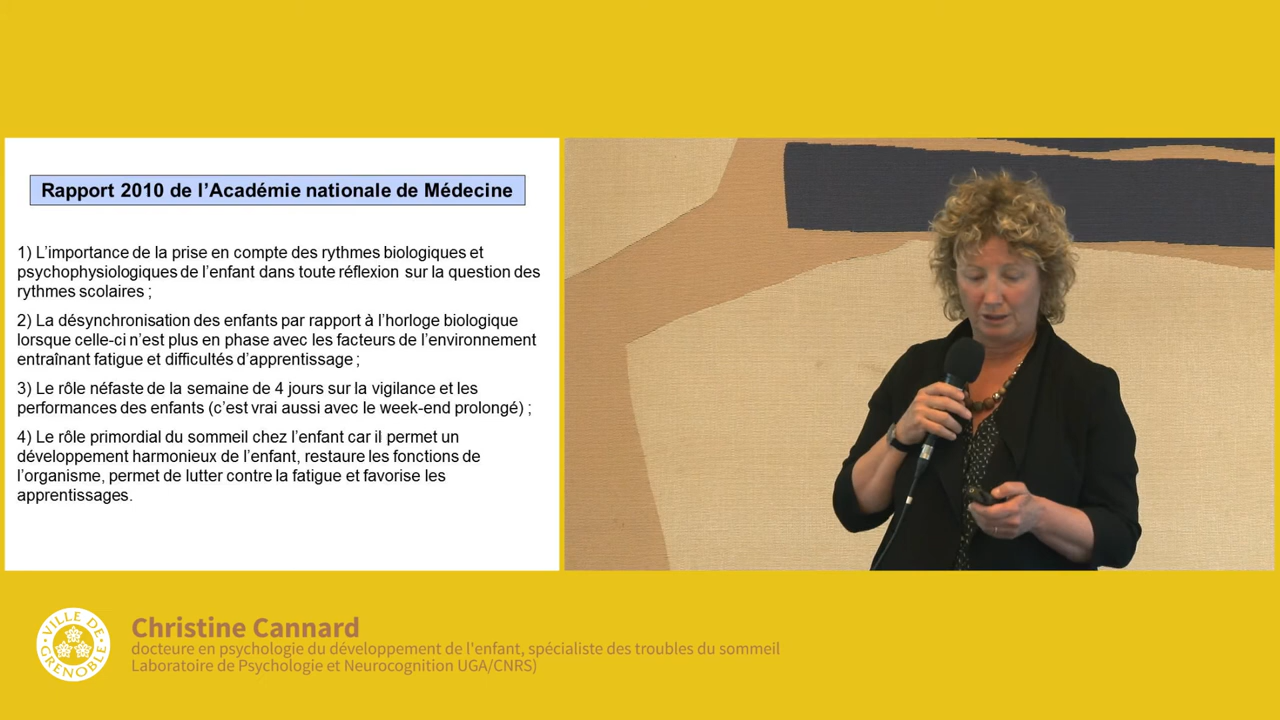 Rapport 2010 de l'Académie nationale de Médecine
1) L'importance de la prise en compte des rythmes biologiques et
psychophysiologiques de l'enfant dans toute réflexion sur la question des
rythmes scolaires ;
2) La désynchronisation des enfants par rapport à l'horloge biologique
lorsque celle-ci n'est plus en phase avec les facteurs de l'environnement
entraînant fatigue et difficultés d'apprentissage ;
3) Le rôle néfaste de la semaine de 4 jours sur la vigilance et les
performances des enfants (c'est vrai aussi avec le week-end prolongé) ;
4) Le rôle primordial du sommeil chez l'enfant car il permet un
développement harmonieux de l'enfant, restaure les fonctions de
l'organisme, permet de lutter contre la fatigue et favorise les
apprentissages.
VILLE DE
GRENOBLE
Christine Cannard
docteure en psychologie du développement de l'enfant, spécialiste des troubles du sommeil
Laboratoire de Psychologie et Neurocognition UGA/CNRS)